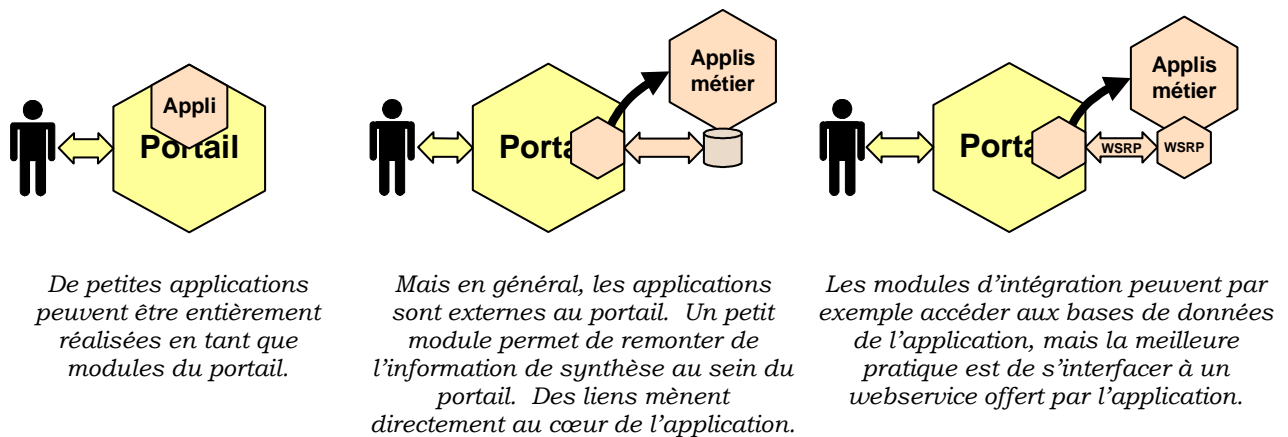 Appli
Portail
De petites applications
peuvent être entièrement
réalisées en tant que
modules du portail.
Applis
métier
Porta
Mais en général, les applications
sont externes au portail. Un petit
module permet de remonter de
l’information de synthèse au sein du
portail. Des liens mènent
directement au cœur de l’application.
Applis
métier
Porta
WSRP
WSRP
Les modules d’intégration peuvent par
exemple accéder aux bases de données
de l’application, mais la meilleure
pratique est de s’interfacer à un
webservice offert par l’application.